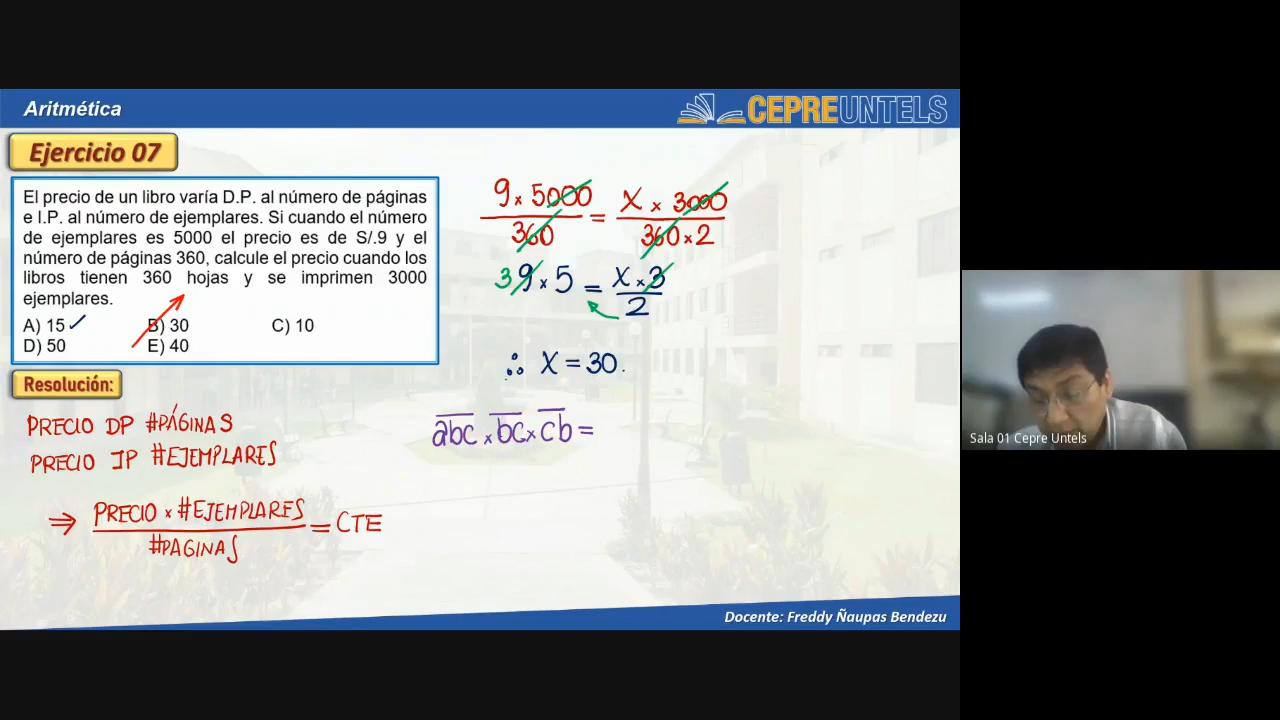 Aritmética
CEPREUNTELS
Ejercicio 07
El precio de un libro varía D.P. al número de páginas
e I.P. al número de ejemplares. Si cuando el número
de ejemplares es 5000 el precio es de S/.9 y el
número de páginas 360, calcule el precio cuando los
libros tienen 360 hojas y se imprimen 3000
ejemplares.
A) 15 B) 30 C) 10
D) 50 E) 40
Resolución:
PRECIO DP #PÁGINAS
PRECIO IP #EJEMPLARES
⇒ PRECIO × #EJEMPLARES / #PAGINAS = CTE
9 × 5000 / 360 = X × 3000 / 360 × 2
3 9 × 5 = X × 3 / 2
∴ X = 30.
a̅b̅c̅ × b̅c̅ × c̅b̅ =
Sala 01 Cepre Untels
Docente: Freddy Ñaupas Bendezu